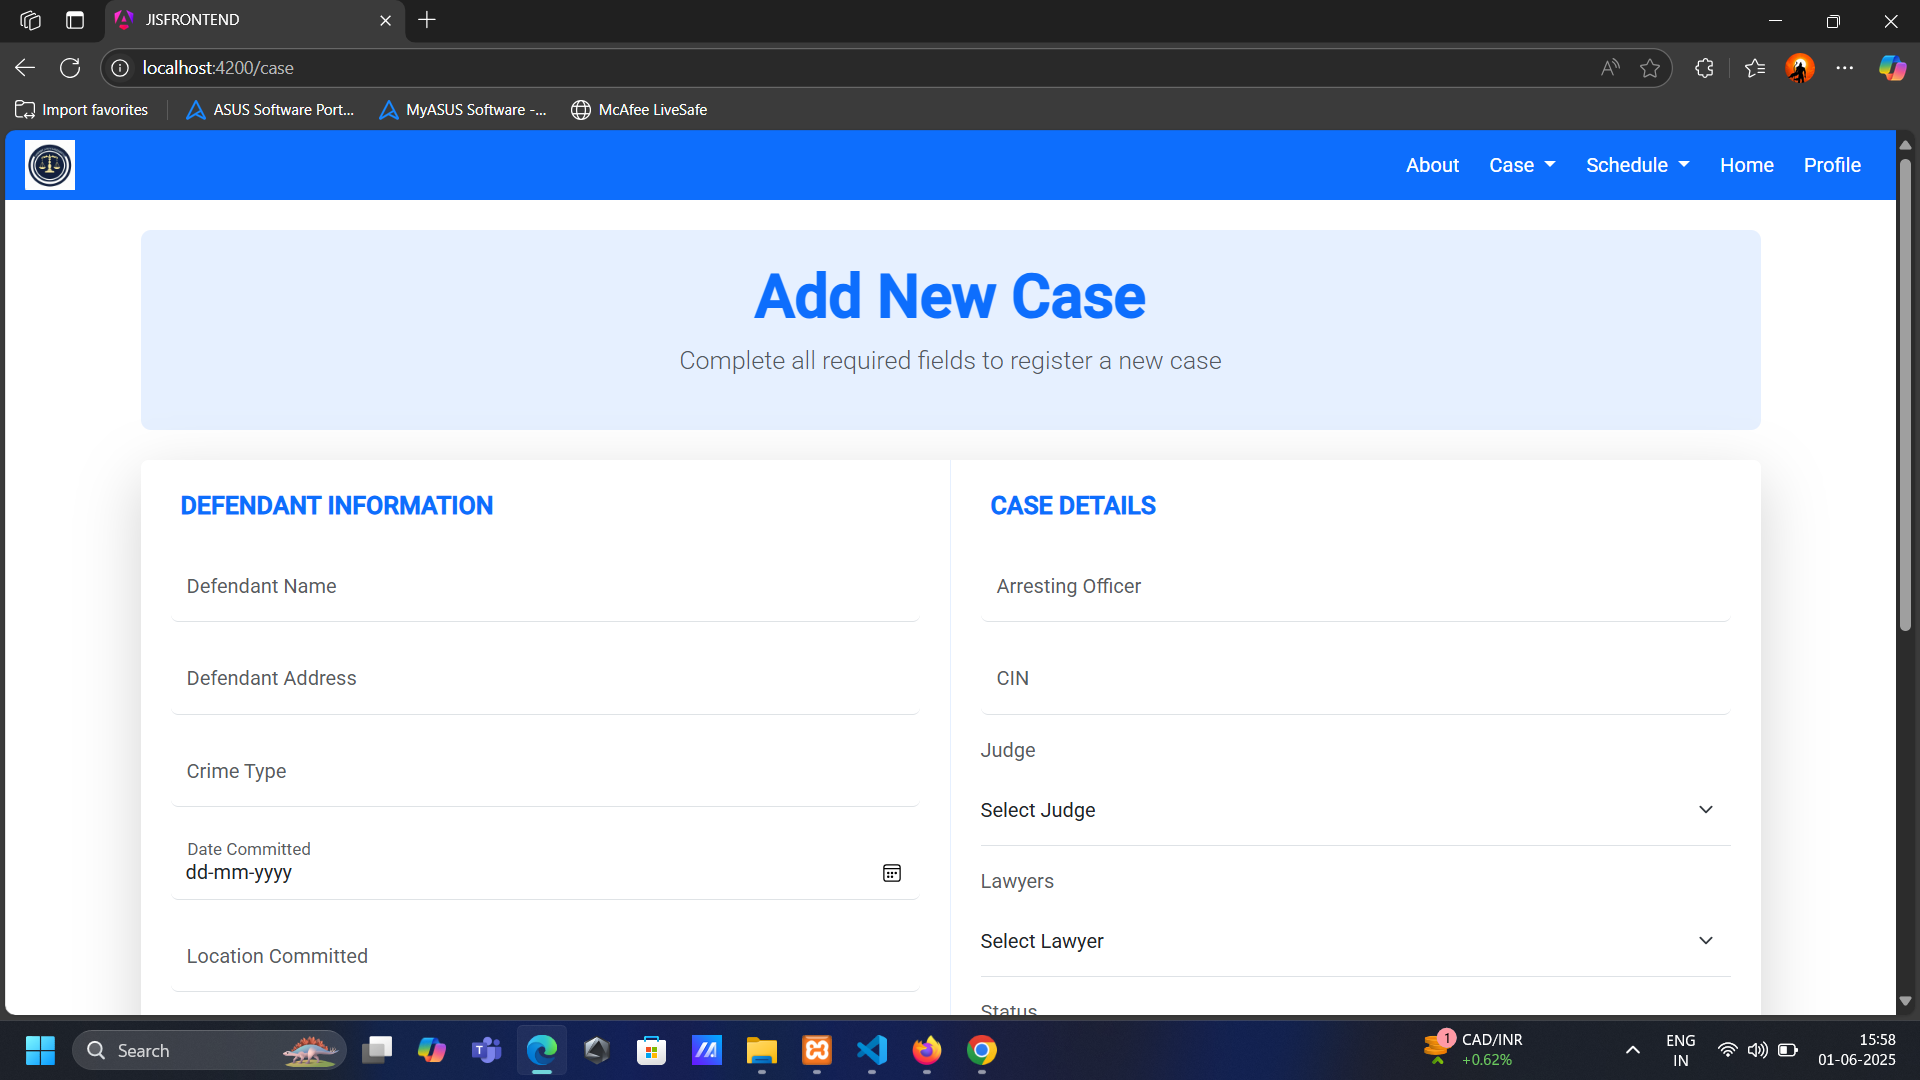 JISFRONTEND
localhost:4200/case
Import favorites
ASUS Software Port...
MyASUS Software -...
McAfee LiveSafe
About
Case
Schedule
Home
Profile
Add New Case
Complete all required fields to register a new case
DEFENDANT INFORMATION
Defendant Name
Defendant Address
Crime Type
Date Committed
dd-mm-yyyy
Location Committed
CASE DETAILS
Arresting Officer
CIN
Judge
Select Judge
Lawyers
Select Lawyer
Status
Search
1
CAD/INR
+0.62%
ENG
IN
15:58
01-06-2025